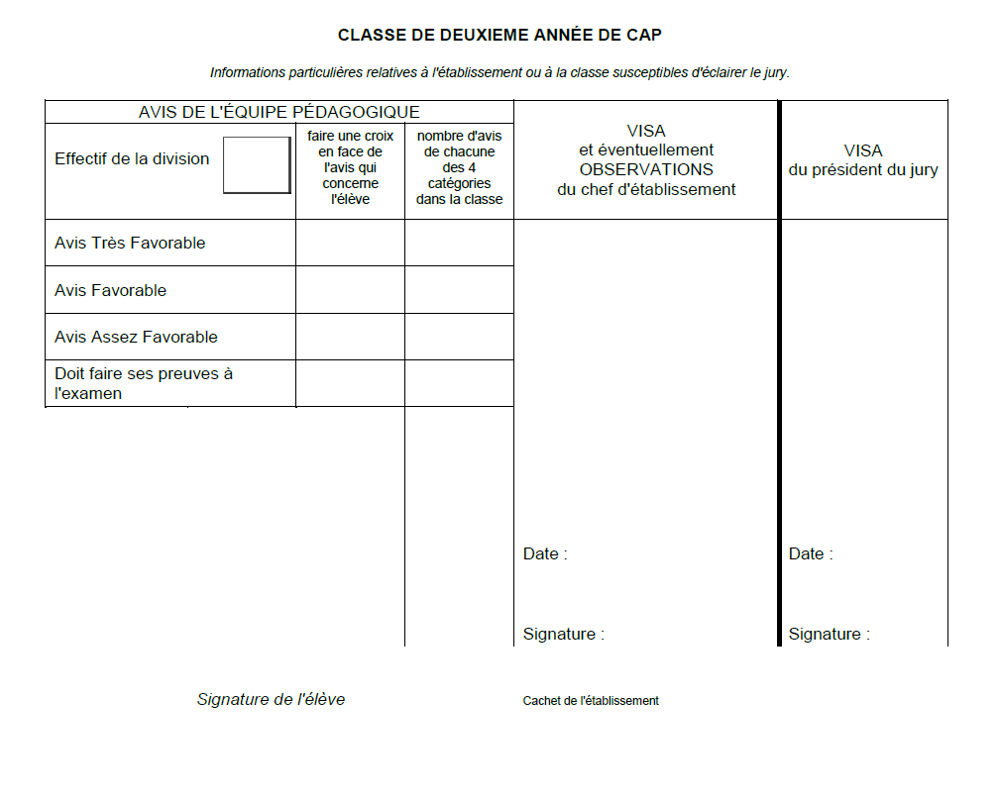 CLASSE DE DEUXIEME ANNÉE DE CAP
Informations particulières relatives à l'établissement ou à la classe susceptibles d'éclairer le jury.
AVIS DE L'ÉQUIPE PÉDAGOGIQUE
Effectif de la division
faire une croix
en face de
l'avis qui
concerne
l'élève
nombre d'avis
de chacune
des 4
catégories
dans la classe
VISA
et éventuellement
OBSERVATIONS
du chef d'établissement
VISA
du président du jury
Avis Très Favorable
Avis Favorable
Avis Assez Favorable
Doit faire ses preuves à
l'examen
Date :
Date :
Signature :
Signature :
Signature de l'élève
Cachet de l'établissement